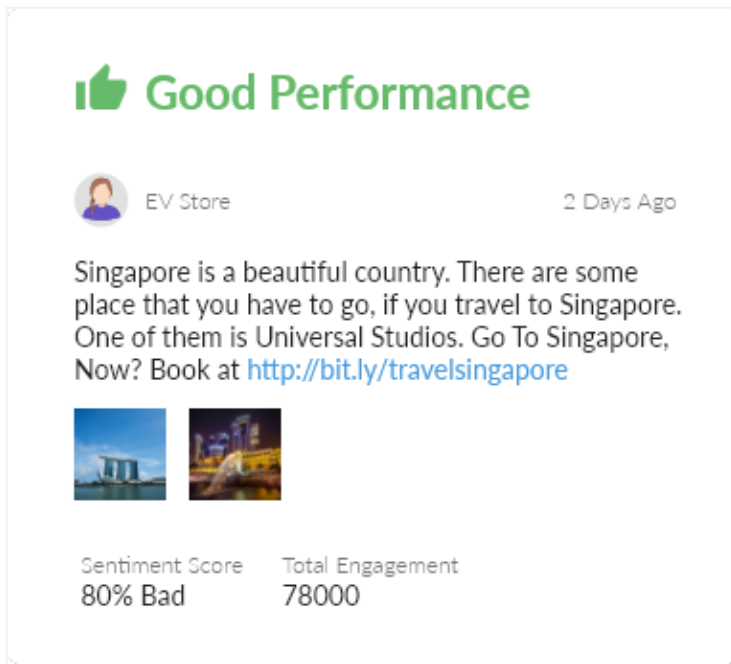 Good Performance
EV Store
2 Days Ago
Singapore is a beautiful country. There are some
place that you have to go, if you travel to Singapore.
One of them is Universal Studios. Go To Singapore,
Now? Book at http://bit.ly/travelsingapore
Sentiment Score
80% Bad
Total Engagement
78000